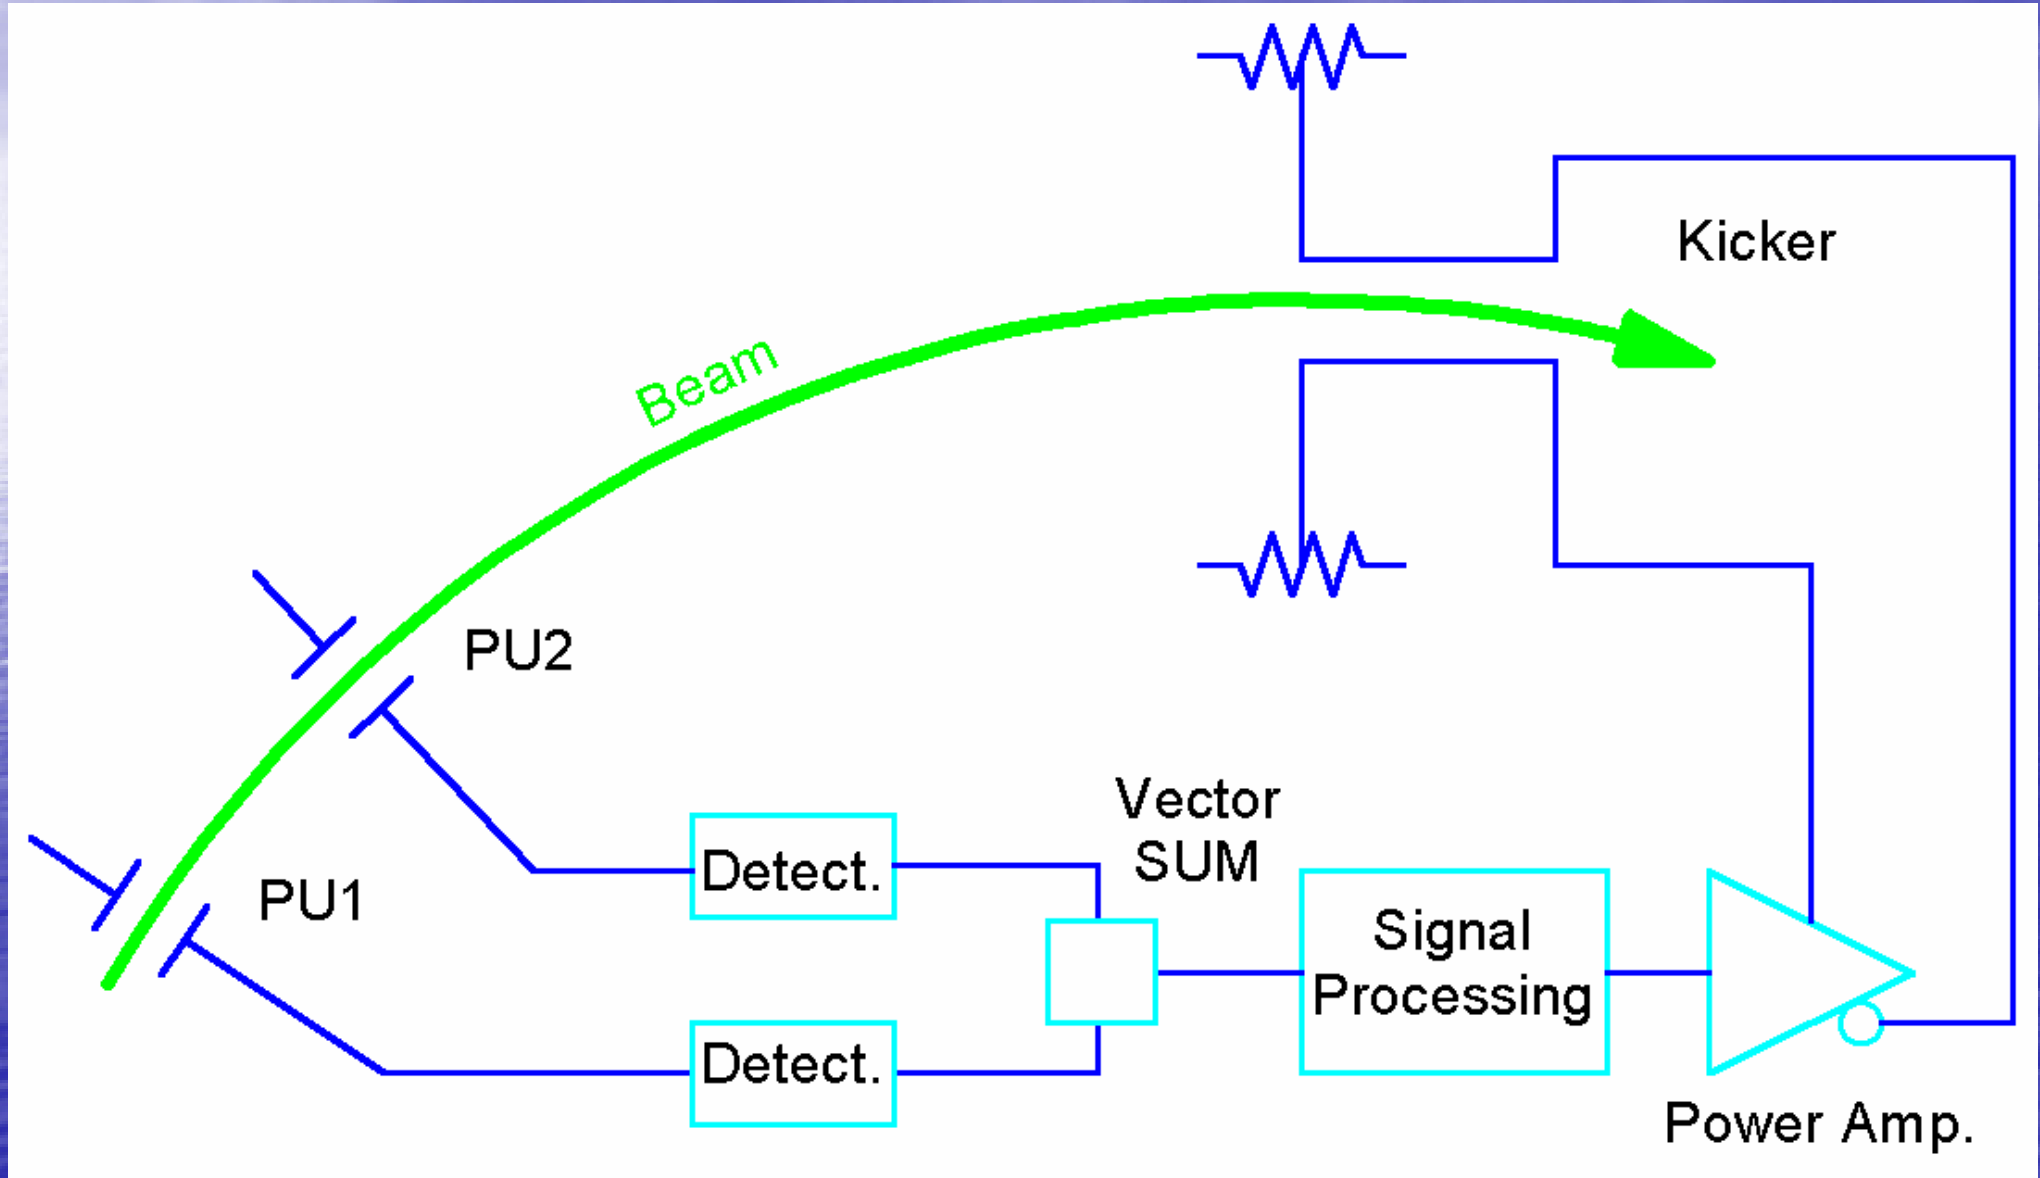 Kicker
Beam
PU2
Vector
SUM
Detect.
PU1
Signal
Processing
Detect.
Power Amp.